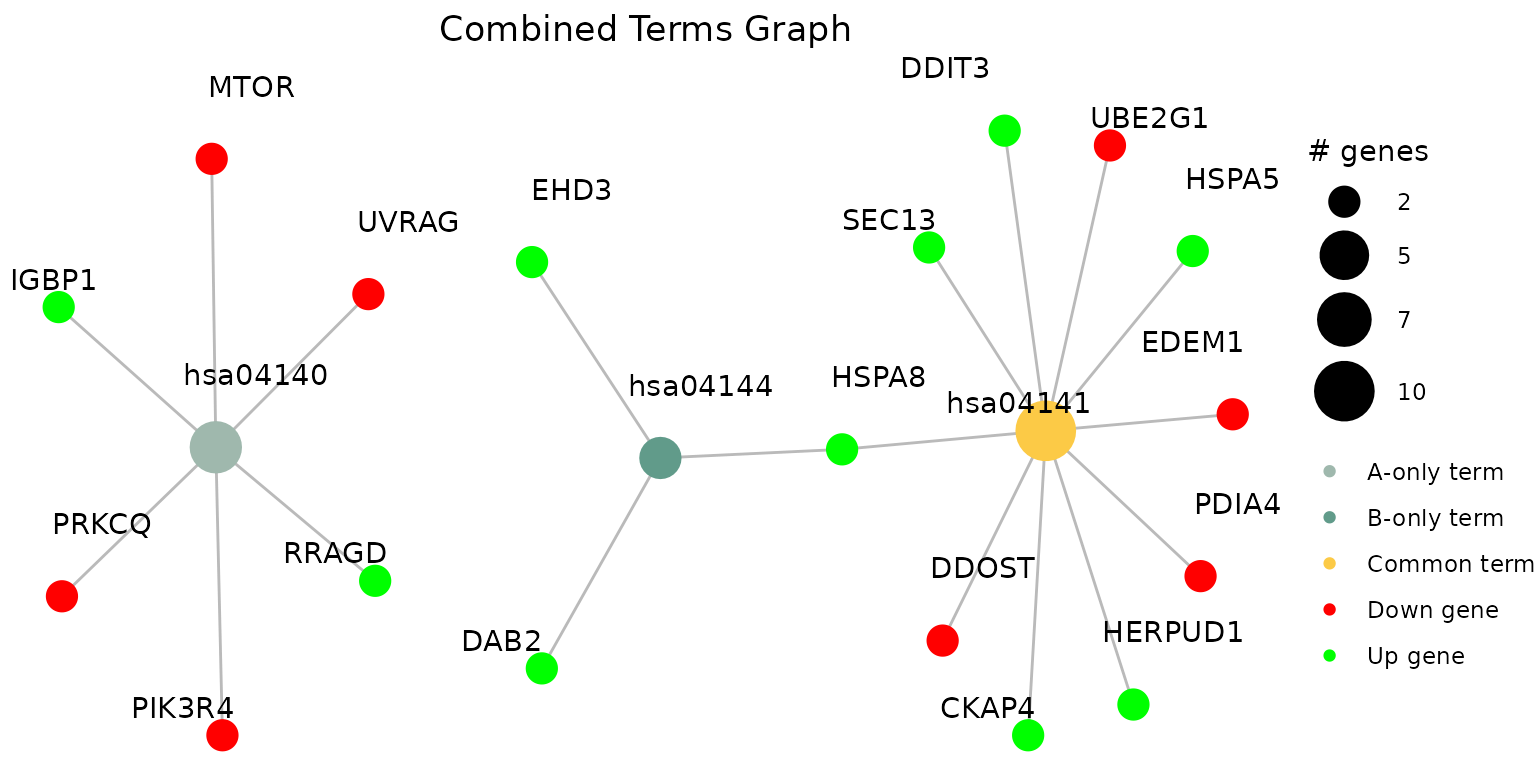 Combined Terms Graph
DDIT3
MTOR
UBE2G1
# genes
HSPA5
EHD3
2
UVRAG
SEC13
5
IGBP1
7
EDEM1
hsa04140
HSPA8
hsa04144
10
hsa04141
A-only term
PDIA4
B-only term
PRKCQ
RRAGD
Common term
DDOST
Down gene
HERPUD1
DAB2
Up gene
PIK3R4
CKAP4